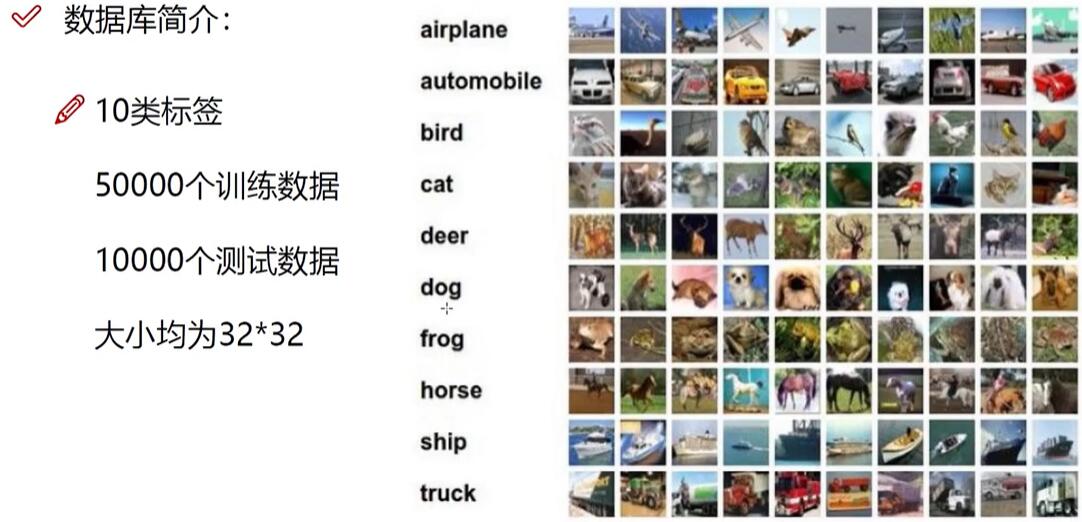 数据库简介:
10类标签
50000个训练数据
10000个测试数据
大小均为32*32
airplane
automobile
bird
cat
deer
dog
frog
horse
ship
truck